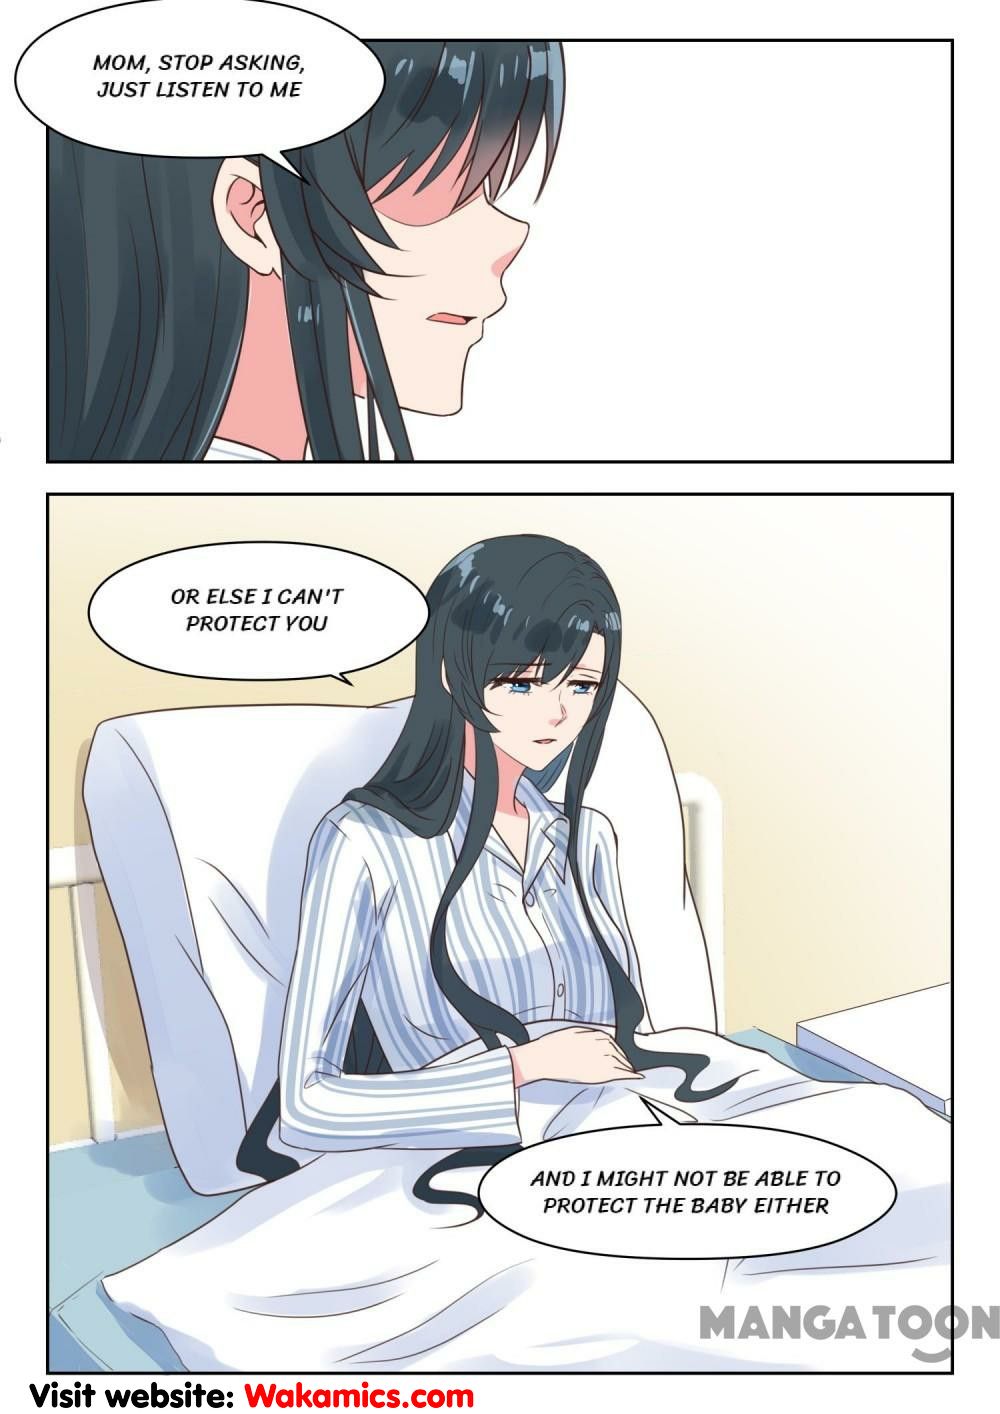 MOM, STOP ASKING,
JUST LISTEN TO ME
OR ELSE I CAN'T
PROTECT YOU
AND I MIGHT NOT BE ABLE TO
PROTECT THE BABY EITHER
MANGATOON
Visit website: Wakamics.com